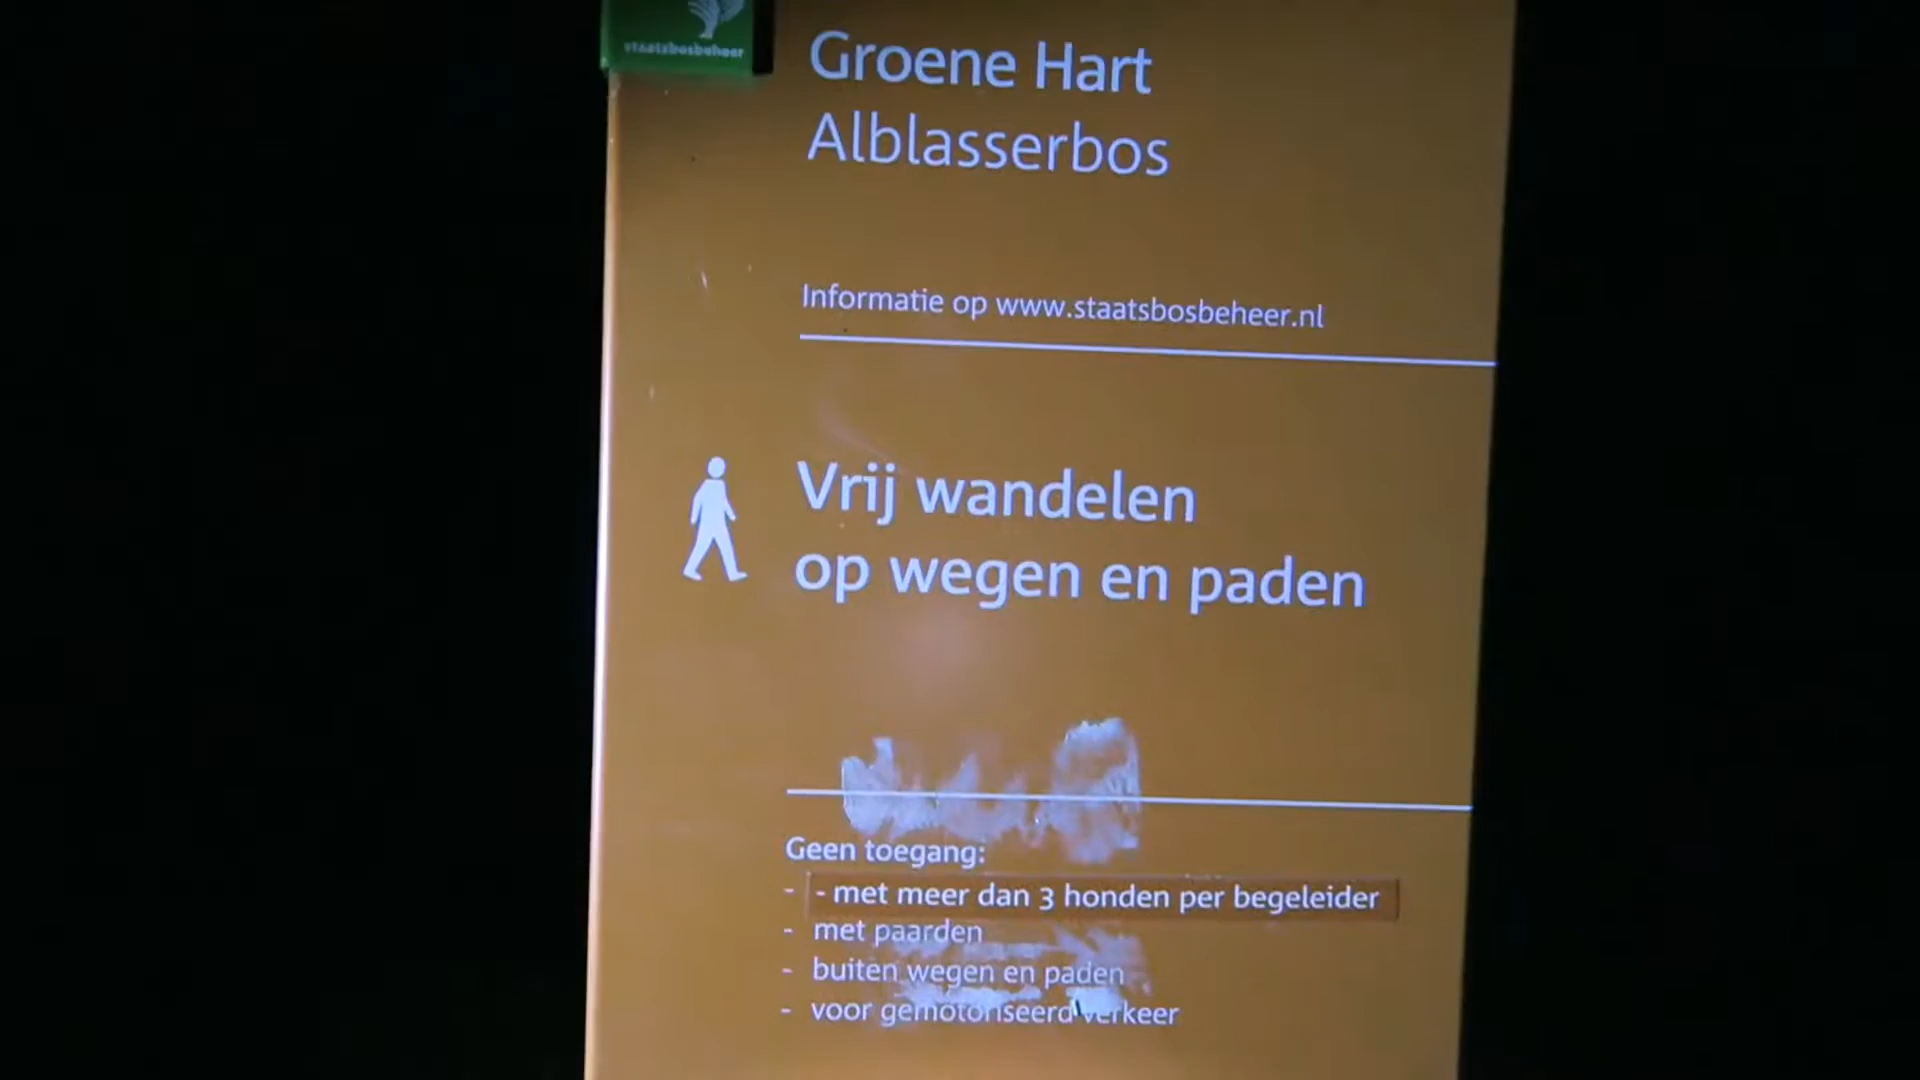 staatsbosbeheer
Groene Hart
Alblasserbos
Informatie op www.staatsbosbeheer.nl
Vrij wandelen
op wegen en paden
Geen toegang:
- - met meer dan 3 honden per begeleider
- met paarden
- buiten wegen en paden
- voor gemotoriseerd verkeer